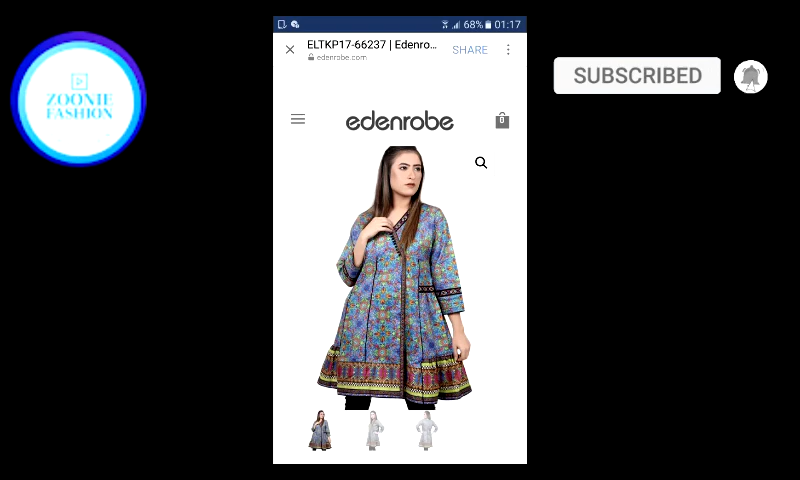 ZOONIE
FASHION
68% 01:17
ELTKP17-66237 | Edenro...
edenrobe.com
SHARE
edenrobe
0
SUBSCRIBED